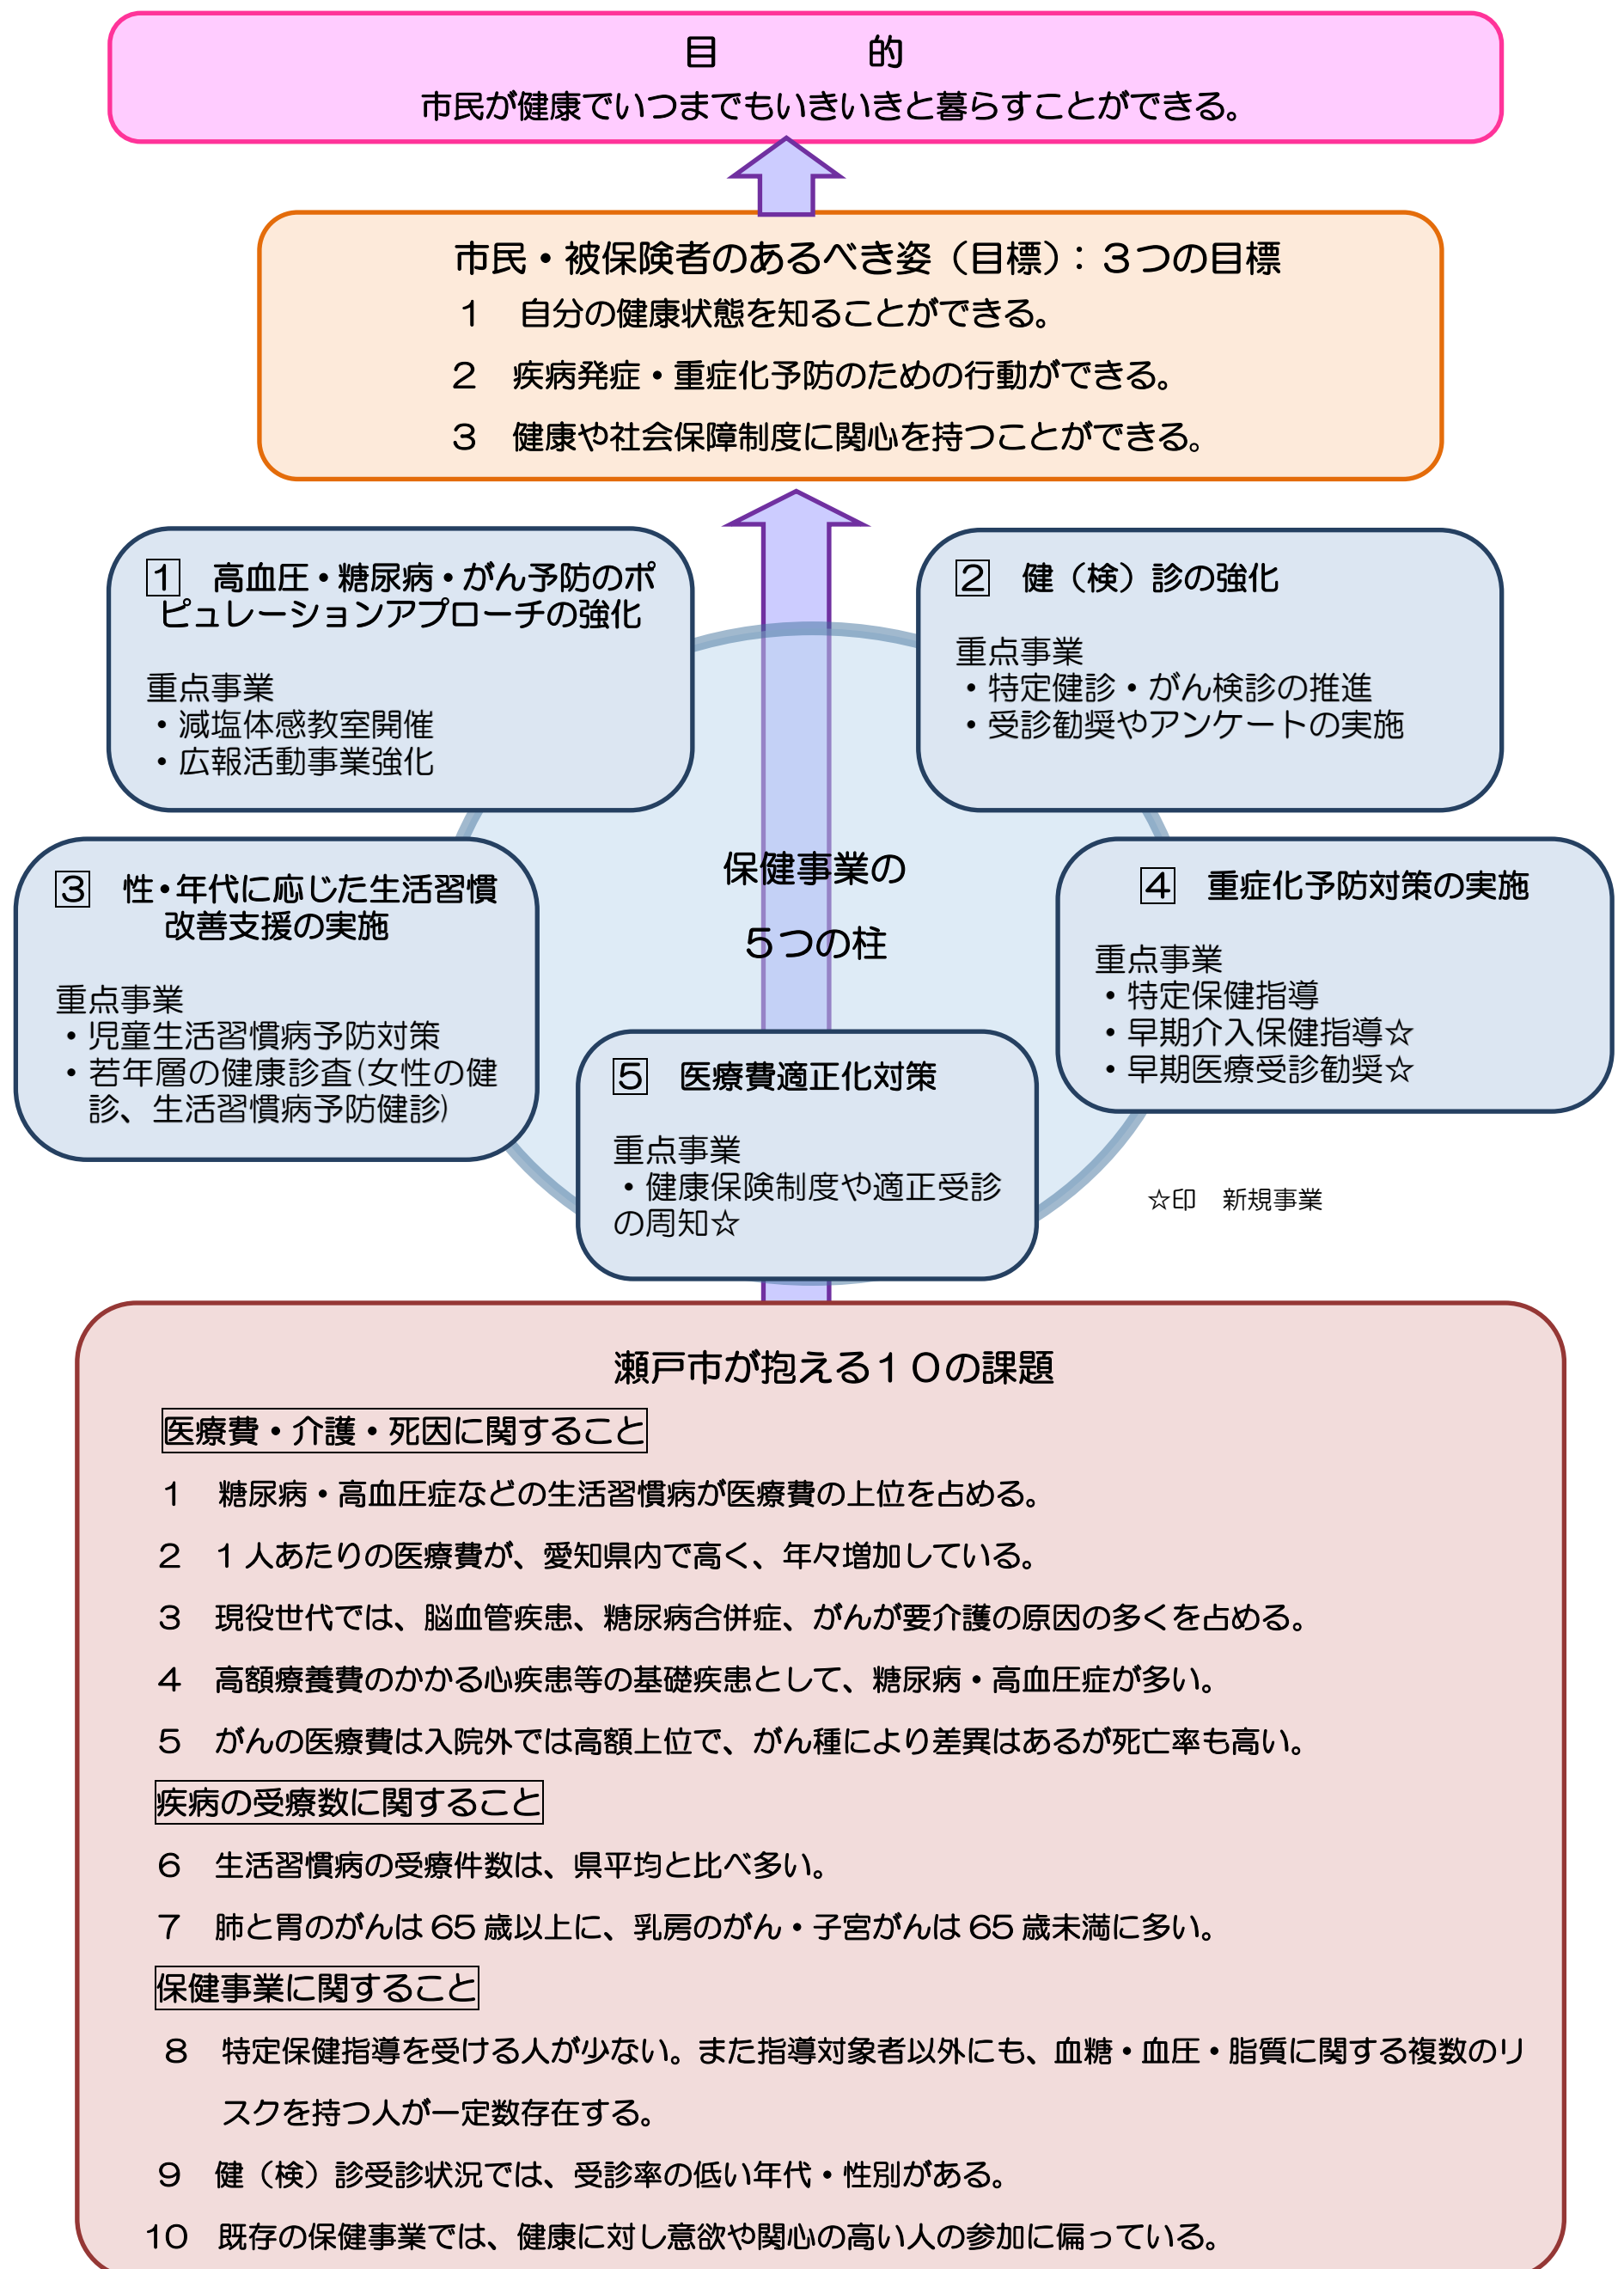 目　　　　的
市民が健康でいつまでもいきいきと暮らすことができる。
市民・被保険者のあるべき姿（目標）：３つの目標
１　自分の健康状態を知ることができる。
２　疾病発症・重症化予防のための行動ができる。
３　健康や社会保障制度に関心を持つことができる。
1　高血圧・糖尿病・がん予防のポ
ピュレーションアプローチの強化
重点事業
・減塩体感教室開催
・広報活動事業強化
2　健（検）診の強化
重点事業
・特定健診・がん検診の推進
・受診勧奨やアンケートの実施
保健事業の
５つの柱
3　性・年代に応じた生活習慣
改善支援の実施
重点事業
・児童生活習慣病予防対策
・若年層の健康診査(女性の健
診、生活習慣病予防健診)
4　重症化予防対策の実施
重点事業
・特定保健指導
・早期介入保健指導☆
・早期医療受診勧奨☆
5　医療費適正化対策
重点事業
・健康保険制度や適正受診
の周知☆
☆印　新規事業
瀬戸市が抱える１０の課題
医療費・介護・死因に関すること
１　糖尿病・高血圧症などの生活習慣病が医療費の上位を占める。
２　1 人あたりの医療費が、愛知県内で高く、年々増加している。
３　現役世代では、脳血管疾患、糖尿病合併症、がんが要介護の原因の多くを占める。
４　高額療養費のかかる心疾患等の基礎疾患として、糖尿病・高血圧症が多い。
５　がんの医療費は入院外では高額上位で、がん種により差異はあるが死亡率も高い。
疾病の受療数に関すること
６　生活習慣病の受療件数は、県平均と比べ多い。
７　肺と胃のがんは 65 歳以上に、乳房のがん・子宮がんは 65 歳未満に多い。
保健事業に関すること
８　特定保健指導を受ける人が少ない。また指導対象者以外にも、血糖・血圧・脂質に関する複数のリ
スクを持つ人が一定数存在する。
９　健（検）診受診状況では、受診率の低い年代・性別がある。
10　既存の保健事業では、健康に対し意欲や関心の高い人の参加に偏っている。